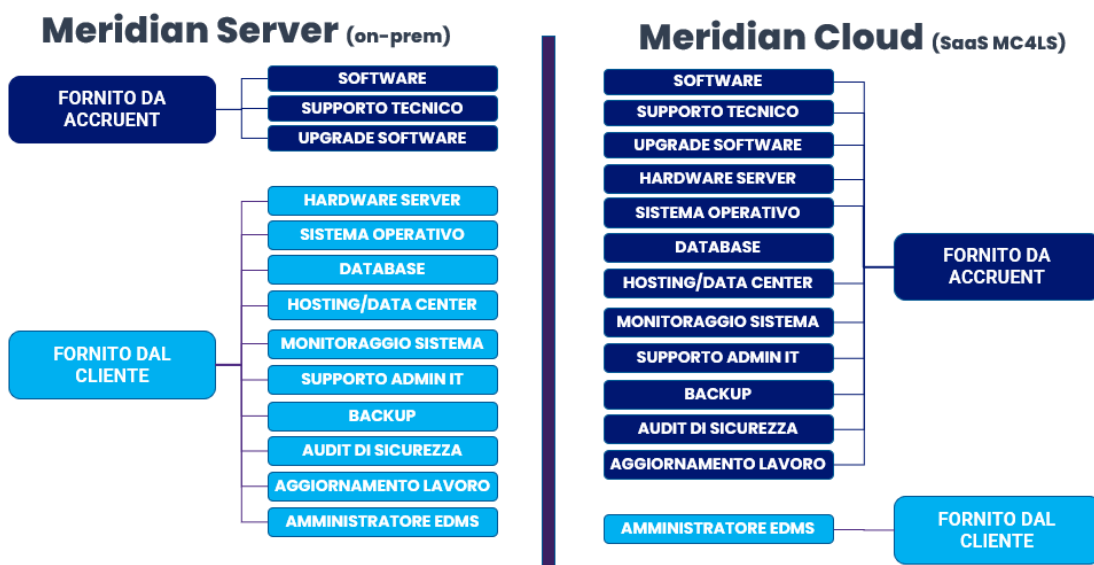 Meridian Server (on-prem)
FORNITO DA
ACCRUENT
SOFTWARE
SUPPORTO TECNICO
UPGRADE SOFTWARE
FORNITO DAL
CLIENTE
HARDWARE SERVER
SISTEMA OPERATIVO
DATABASE
HOSTING/DATA CENTER
MONITORAGGIO SISTEMA
SUPPORTO ADMIN IT
BACKUP
AUDIT DI SICUREZZA
AGGIORNAMENTO LAVORO
AMMINISTRATORE EDMS
Meridian Cloud (SaaS MC4LS)
SOFTWARE
SUPPORTO TECNICO
UPGRADE SOFTWARE
HARDWARE SERVER
SISTEMA OPERATIVO
DATABASE
HOSTING/DATA CENTER
MONITORAGGIO SISTEMA
SUPPORTO ADMIN IT
BACKUP
AUDIT DI SICUREZZA
AGGIORNAMENTO LAVORO
FORNITO DA
ACCRUENT
AMMINISTRATORE EDMS
FORNITO DAL
CLIENTE